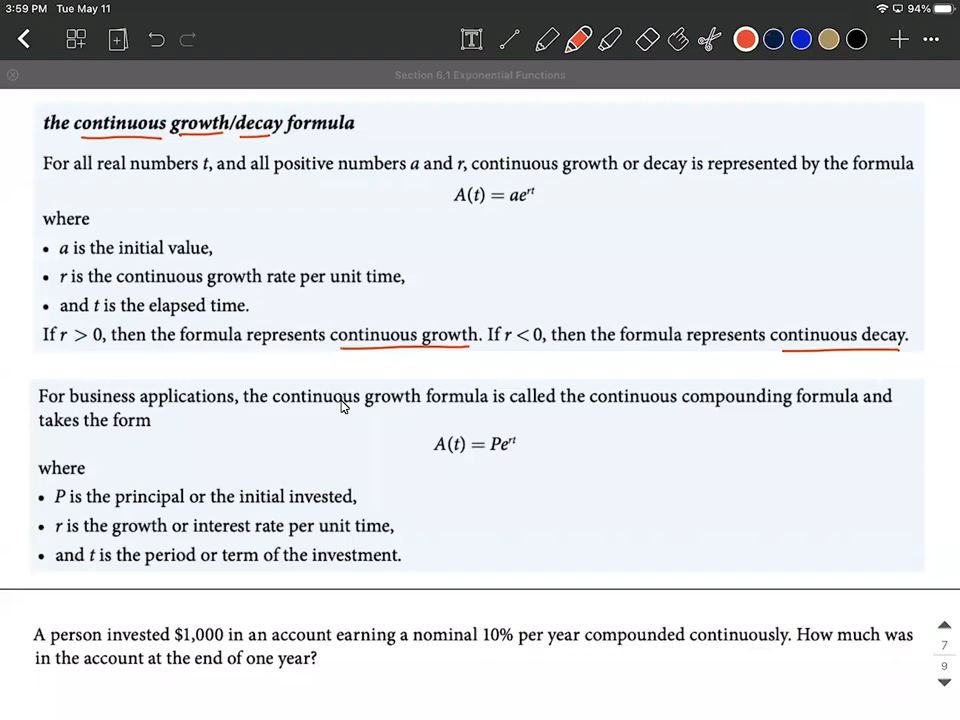 3:59 PM Tue May 11
94%
Section 6.1 Exponential Functions
the continuous growth/decay formula
For all real numbers t, and all positive numbers a and r, continuous growth or decay is represented by the formula
A(t) = ae^{rt}
where
• a is the initial value,
• r is the continuous growth rate per unit time,
• and t is the elapsed time.
If r > 0, then the formula represents continuous growth. If r < 0, then the formula represents continuous decay.
For business applications, the continuous growth formula is called the continuous compounding formula and
takes the form
A(t) = Pe^{rt}
where
• P is the principal or the initial invested,
• r is the growth or interest rate per unit time,
• and t is the period or term of the investment.
A person invested $1,000 in an account earning a nominal 10% per year compounded continuously. How much was
in the account at the end of one year?
7
9